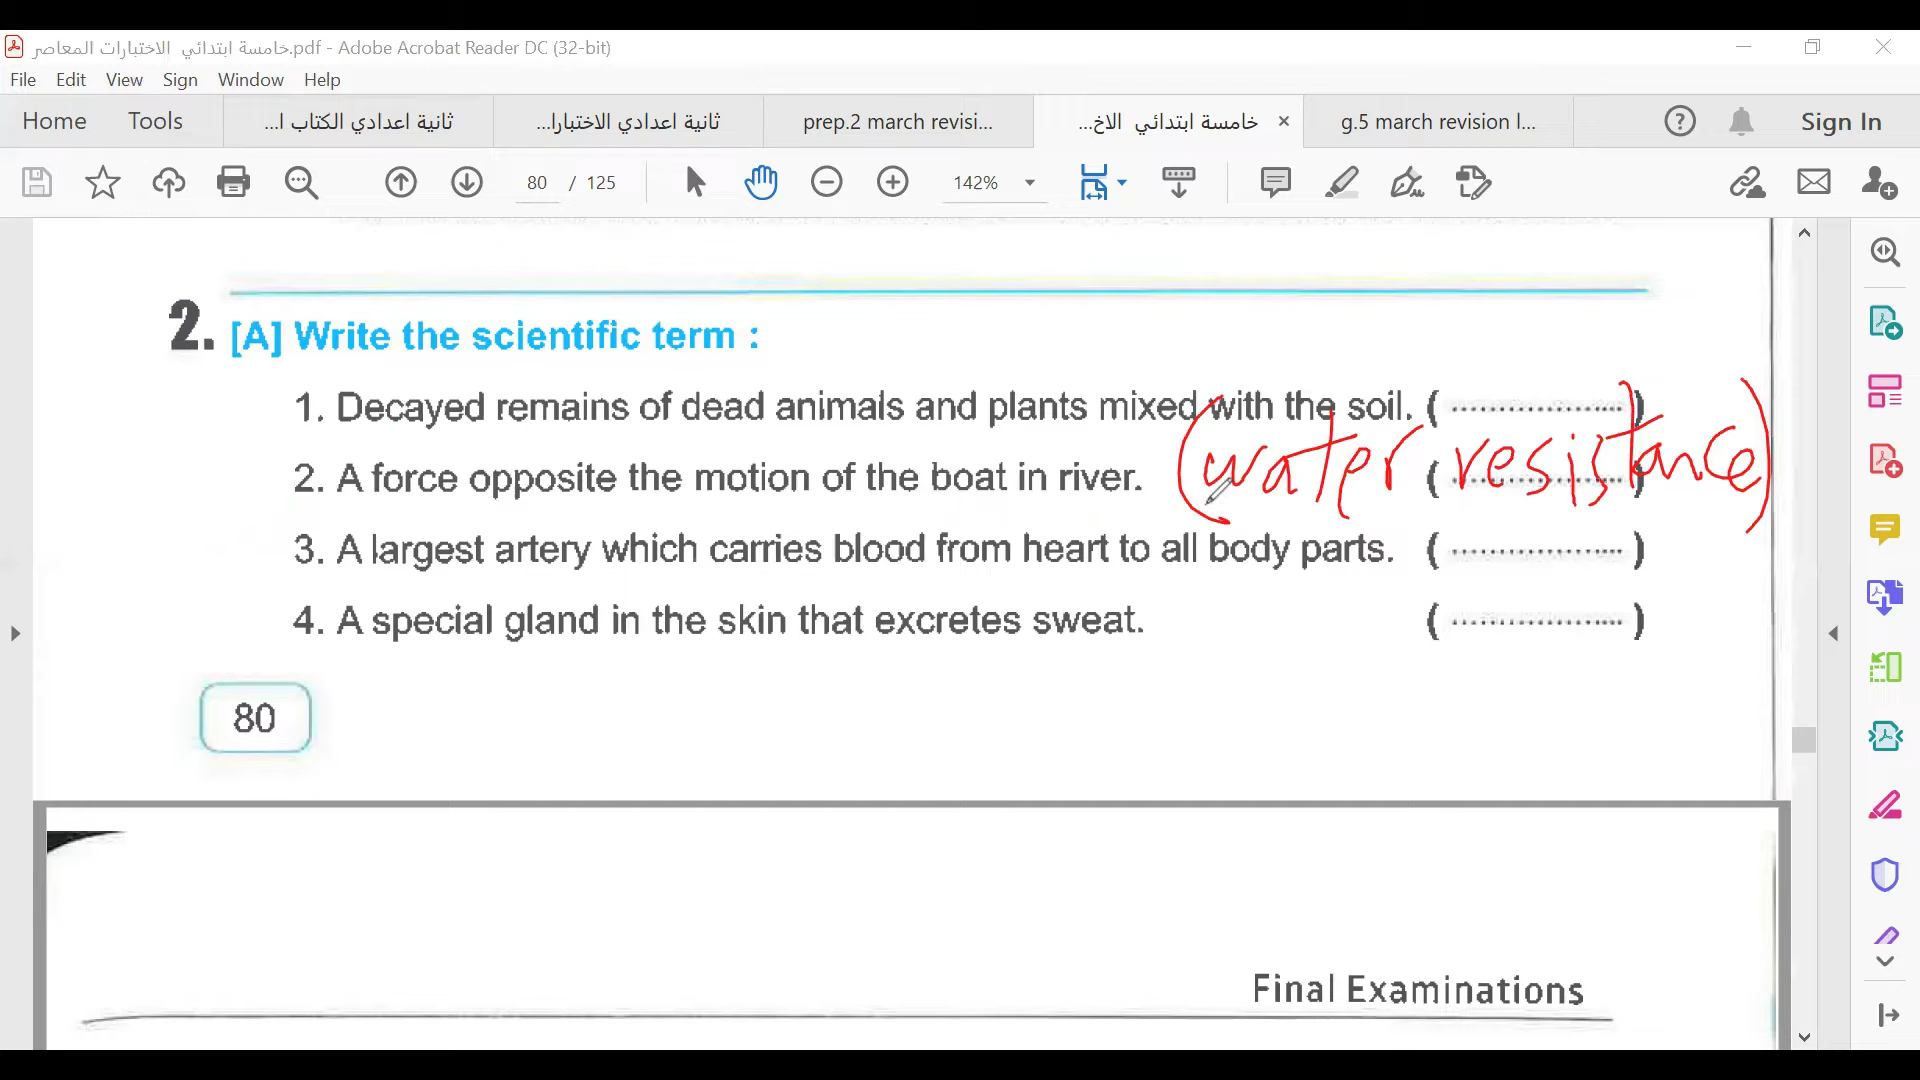 خامسة ابتدائي الاختبارات المعاصر.pdf - Adobe Acrobat Reader DC (32-bit)
File Edit View Sign Window Help
Home Tools ثانية اعدادي الكتاب ا... ثانية اعدادي الاختبارا... prep.2 march revisi... خامسة ابتدائي الاخ... × g.5 march revision l... Sign In
80 / 125 142%
2. [A] Write the scientific term :
1. Decayed remains of dead animals and plants mixed with the soil. (....................)
2. A force opposite the motion of the boat in river. (....................)
(water resistance)
3. A largest artery which carries blood from heart to all body parts. (....................)
4. A special gland in the skin that excretes sweat. (....................)
80
Final Examinations